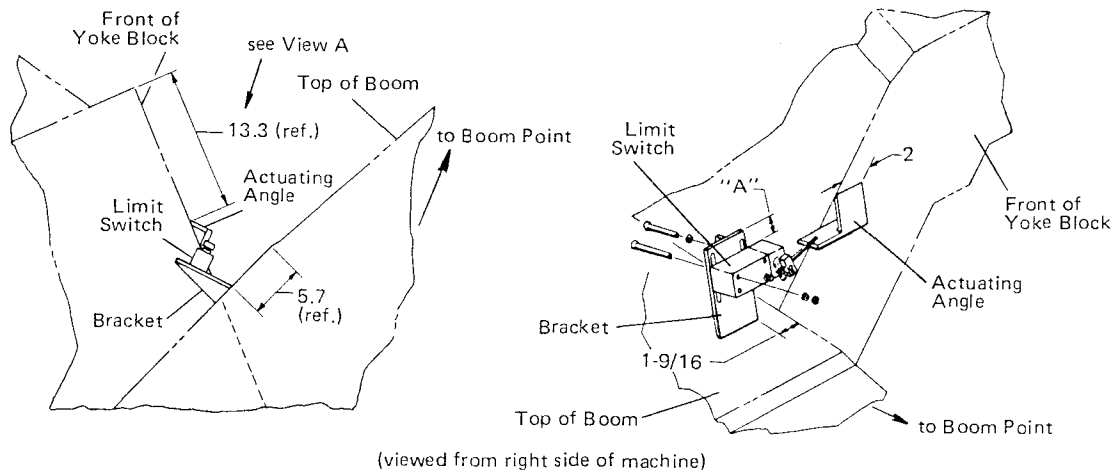 Front of
Yoke Block
see View A
Top of Boom
13.3 (ref.)
to Boom Point
Actuating
Angle
Limit
Switch
5.7
(ref.)
Bracket
Limit
Switch
"A"
2
Front of
Yoke Block
Actuating
Angle
Bracket
1-9/16
Top of Boom
to Boom Point
(viewed from right side of machine)